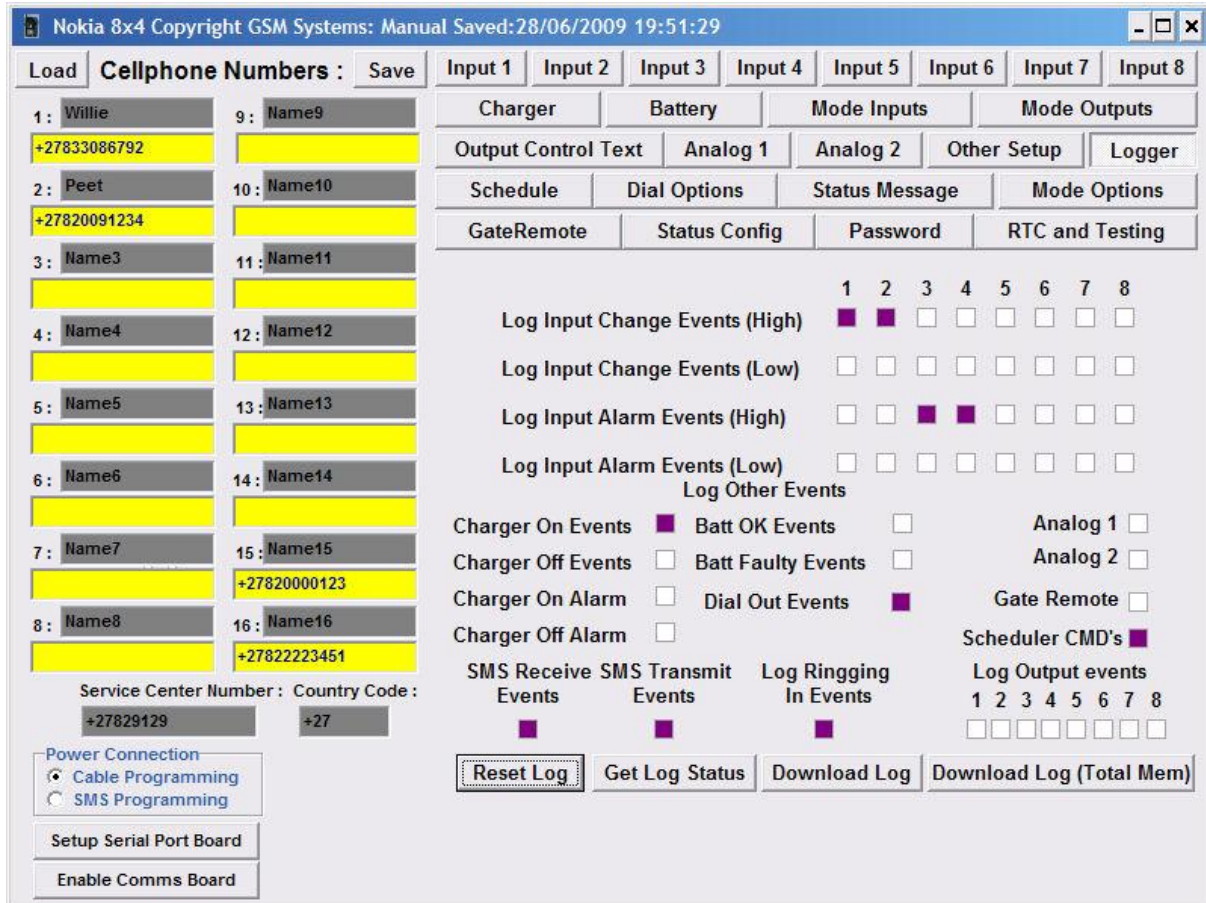 Nokia 8x4 Copyright GSM Systems: Manual Saved:28/06/2009 19:51:29
Load Cellphone Numbers : Save
1 : Willie
+27833086792
2 : Peet
+27820091234
3 : Name3
4 : Name4
5 : Name5
6 : Name6
7 : Name7
8 : Name8
9 : Name9
10 : Name10
11 : Name11
12 : Name12
13 : Name13
14 : Name14
15 : Name15
+27820000123
16 : Name16
+27822223451
Service Center Number : Country Code :
+27829129 +27
Power Connection
Cable Programming
SMS Programming
Setup Serial Port Board
Enable Comms Board
Input 1 Input 2 Input 3 Input 4 Input 5 Input 6 Input 7 Input 8
Charger Battery Mode Inputs Mode Outputs
Output Control Text Analog 1 Analog 2 Other Setup Logger
Schedule Dial Options Status Message Mode Options
GateRemote Status Config Password RTC and Testing
1 2 3 4 5 6 7 8
Log Input Change Events (High)
Log Input Change Events (Low)
Log Input Alarm Events (High)
Log Input Alarm Events (Low)
Log Other Events
Charger On Events Batt OK Events Analog 1
Charger Off Events Batt Faulty Events Analog 2
Charger On Alarm Dial Out Events Gate Remote
Charger Off Alarm Scheduler CMD's
SMS Receive SMS Transmit Log Ringging Log Output events
Events Events In Events 1 2 3 4 5 6 7 8
Reset Log Get Log Status Download Log Download Log (Total Mem)